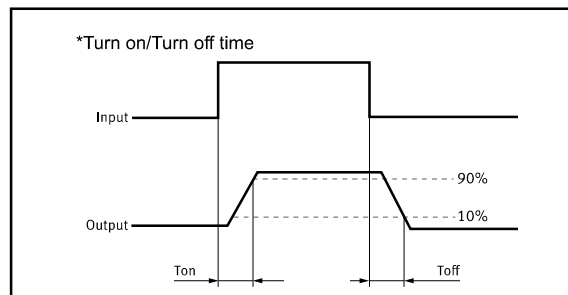 *Turn on/Turn off time
Input
90%
10%
Output
Ton
Toff